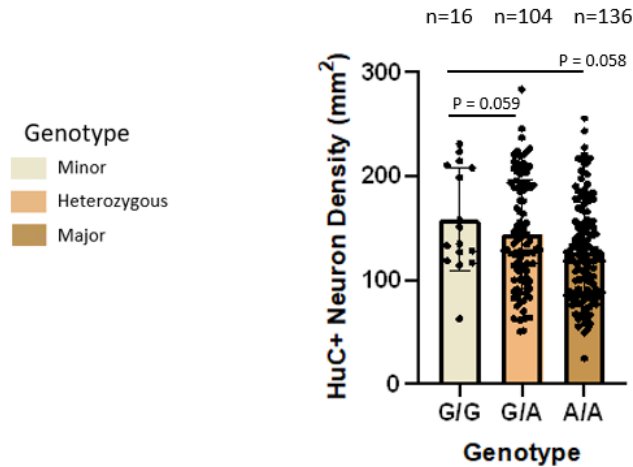 n=16 n=104 n=136
P = 0.058
P = 0.059
Genotype
Minor
Heterozygous
Major
HuC+ Neuron Density (mm²)
300
200
100
0
G/G G/A A/A
Genotype